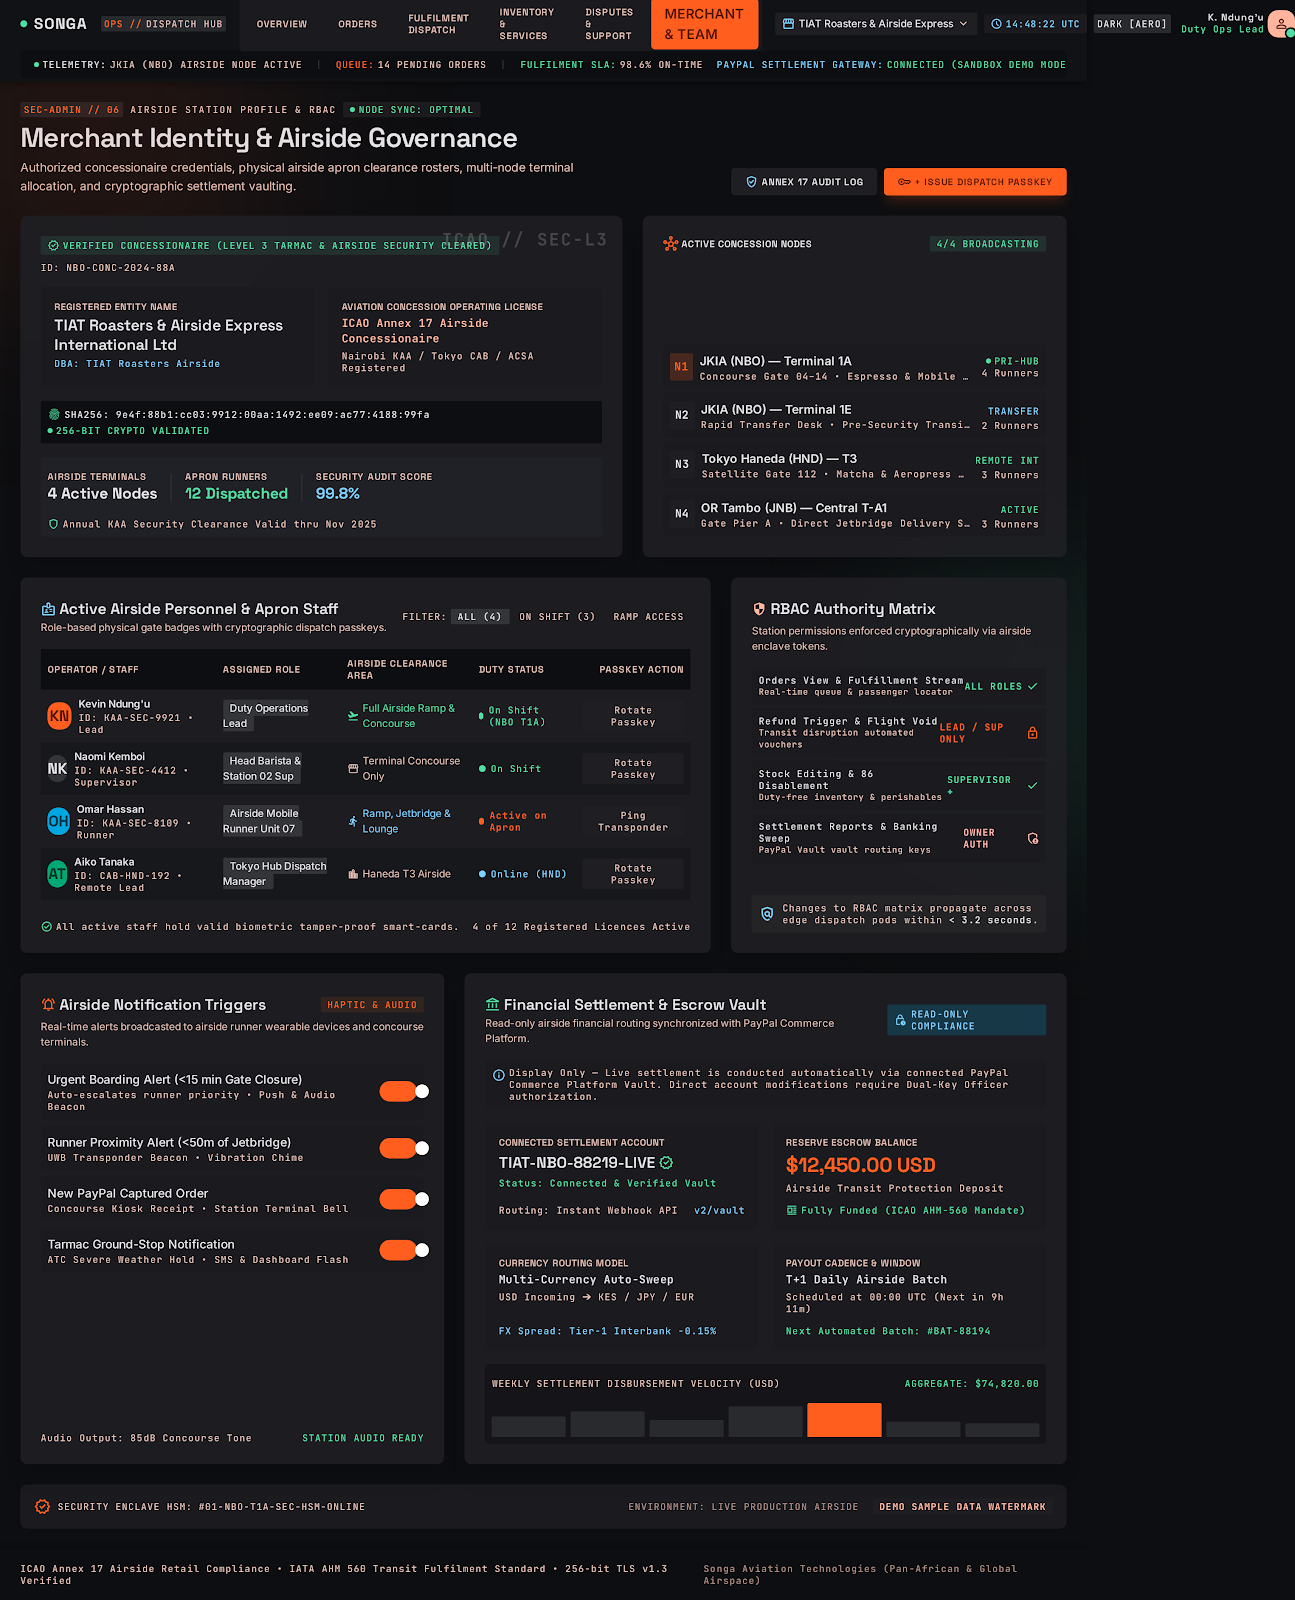 SONGA
OPS // DISPATCH HUB
OVERVIEW
ORDERS
FULFILMENT
DISPATCH
INVENTORY
&
SERVICES
DISPUTES
&
SUPPORT
MERCHANT
& TEAM
TIAT Roasters & Airside Express
14:48:22 UTC
DARK [AERO]
K. Ndung'u
Duty Ops Lead
TELEMETRY: JKIA (NBO) AIRSIDE NODE ACTIVE
QUEUE: 14 PENDING ORDERS
FULFILMENT SLA: 98.6% ON-TIME
PAYPAL SETTLEMENT GATEWAY: CONNECTED (SANDBOX DEMO MODE
SEC-ADMIN // 06
AIRSIDE STATION PROFILE & RBAC
NODE SYNC: OPTIMAL
Merchant Identity & Airside Governance
Authorized concessionaire credentials, physical airside apron clearance rosters, multi-node terminal
allocation, and cryptographic settlement vaulting.
ANNEX 17 AUDIT LOG
+ ISSUE DISPATCH PASSKEY
ICAO // SEC-L3
VERIFIED CONCESSIONAIRE (LEVEL 3 TARMAC & AIRSIDE SECURITY CLEARED)
ID: NBO-CONC-2024-88A
REGISTERED ENTITY NAME
TIAT Roasters & Airside Express
International Ltd
DBA: TIAT Roasters Airside
AVIATION CONCESSION OPERATING LICENSE
ICAO Annex 17 Airside
Concessionaire
Nairobi KAA / Tokyo CAB / ACSA
Registered
SHA256: 9e4f:88b1:cc03:9912:00aa:1492:ee09:ac77:4188:99fa
256-BIT CRYPTO VALIDATED
AIRSIDE TERMINALS
4 Active Nodes
APRON RUNNERS
12 Dispatched
SECURITY AUDIT SCORE
99.8%
Annual KAA Security Clearance Valid thru Nov 2025
ACTIVE CONCESSION NODES
4/4 BROADCASTING
N1
JKIA (NBO) — Terminal 1A
Concourse Gate 04-14 • Espresso & Mobile …
PRI-HUB
4 Runners
N2
JKIA (NBO) — Terminal 1E
Rapid Transfer Desk • Pre-Security Transi…
TRANSFER
2 Runners
N3
Tokyo Haneda (HND) — T3
Satellite Gate 112 • Matcha & Aeropress …
REMOTE INT
3 Runners
N4
OR Tambo (JNB) — Central T-A1
Gate Pier A • Direct Jetbridge Delivery S…
ACTIVE
3 Runners
Active Airside Personnel & Apron Staff
Role-based physical gate badges with cryptographic dispatch passkeys.
FILTER:
ALL (4)
ON SHIFT (3)
RAMP ACCESS
OPERATOR / STAFF
ASSIGNED ROLE
AIRSIDE CLEARANCE
AREA
DUTY STATUS
PASSKEY ACTION
KN
Kevin Ndung'u
ID: KAA-SEC-9921 •
Lead
Duty Operations
Lead
Full Airside Ramp &
Concourse
On Shift
(NBO T1A)
Rotate
Passkey
NK
Naomi Kemboi
ID: KAA-SEC-4412 •
Supervisor
Head Barista &
Station 02 Sup
Terminal Concourse
Only
On Shift
Rotate
Passkey
OH
Omar Hassan
ID: KAA-SEC-8109 •
Runner
Airside Mobile
Runner Unit 07
Ramp, Jetbridge &
Lounge
Active on
Apron
Ping
Transponder
AT
Aiko Tanaka
ID: CAB-HND-192 •
Remote Lead
Tokyo Hub Dispatch
Manager
Haneda T3 Airside
Online (HND)
Rotate
Passkey
All active staff hold valid biometric tamper-proof smart-cards.
4 of 12 Registered Licences Active
RBAC Authority Matrix
Station permissions enforced cryptographically via airside
enclave tokens.
Orders View & Fulfillment Stream
Real-time queue & passenger locator
ALL ROLES
Refund Trigger & Flight Void
Transit disruption automated
vouchers
LEAD / SUP
ONLY
Stock Editing & 86
Disablement
Duty-free inventory & perishables
SUPERVISOR
+
Settlement Reports & Banking
Sweep
PayPal Vault vault routing keys
OWNER
AUTH
Changes to RBAC matrix propagate across
edge dispatch pods within < 3.2 seconds.
Airside Notification Triggers
HAPTIC & AUDIO
Real-time alerts broadcasted to airside runner wearable devices and concourse
terminals.
Urgent Boarding Alert (<15 min Gate Closure)
Auto-escalates runner priority • Push & Audio
Beacon
Runner Proximity Alert (<50m of Jetbridge)
UWB Transponder Beacon • Vibration Chime
New PayPal Captured Order
Concourse Kiosk Receipt • Station Terminal Bell
Tarmac Ground-Stop Notification
ATC Severe Weather Hold • SMS & Dashboard Flash
Audio Output: 85dB Concourse Tone
STATION AUDIO READY
Financial Settlement & Escrow Vault
Read-only airside financial routing synchronized with PayPal Commerce
Platform.
READ-ONLY
COMPLIANCE
Display Only — Live settlement is conducted automatically via connected PayPal
Commerce Platform Vault. Direct account modifications require Dual-Key Officer
authorization.
CONNECTED SETTLEMENT ACCOUNT
TIAT-NBO-88219-LIVE
Status: Connected & Verified Vault
Routing: Instant Webhook API
v2/vault
RESERVE ESCROW BALANCE
$12,450.00 USD
Airside Transit Protection Deposit
Fully Funded (ICAO AHM-560 Mandate)
CURRENCY ROUTING MODEL
Multi-Currency Auto-Sweep
USD Incoming → KES / JPY / EUR
FX Spread: Tier-1 Interbank -0.15%
PAYOUT CADENCE & WINDOW
T+1 Daily Airside Batch
Scheduled at 00:00 UTC (Next in 9h
11m)
Next Automated Batch: #BAT-88194
WEEKLY SETTLEMENT DISBURSEMENT VELOCITY (USD)
AGGREGATE: $74,820.00
SECURITY ENCLAVE HSM: #01-NBO-T1A-SEC-HSM-ONLINE
ENVIRONMENT: LIVE PRODUCTION AIRSIDE
DEMO SAMPLE DATA WATERMARK
ICAO Annex 17 Airside Retail Compliance • IATA AHM 560 Transit Fulfilment Standard • 256-bit TLS v1.3
Verified
Songa Aviation Technologies (Pan-African & Global
Airspace)